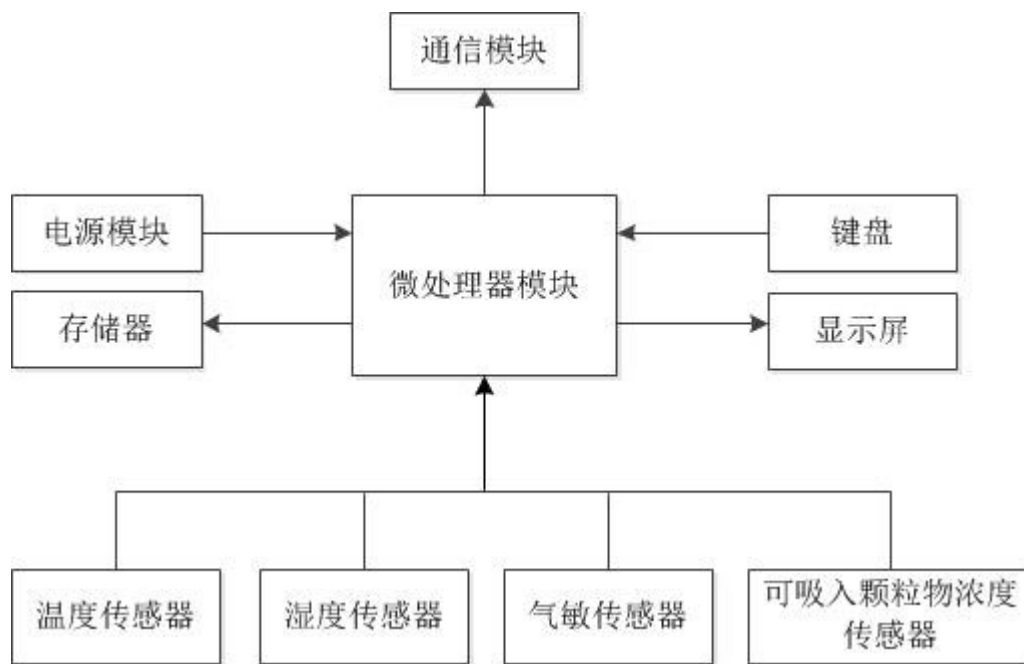 通信模块
电源模块
键盘
微处理器模块
存储器
显示屏
温度传感器
湿度传感器
气敏传感器
可吸入颗粒物浓度
传感器